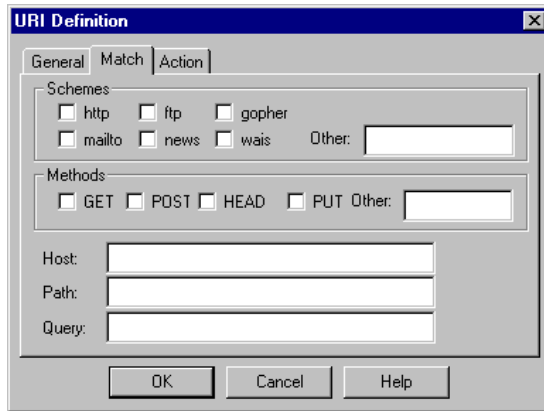 URI Definition
General Match Action
Schemes
http ftp gopher
mailto news wais Other:
Methods
GET POST HEAD PUT Other:
Host:
Path:
Query:
OK Cancel Help